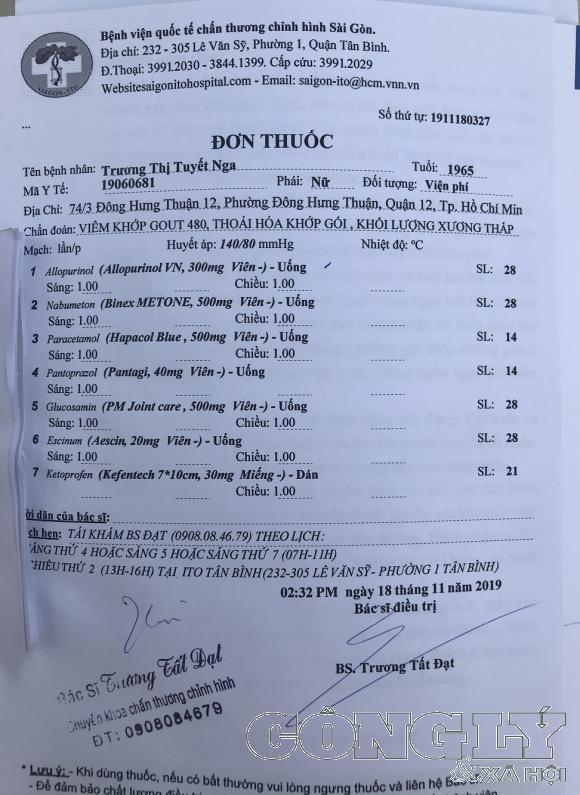 Bệnh viện quốc tế chấn thương chỉnh hình Sài Gòn.
Địa chỉ: 232 - 305 Lê Văn Sỹ, Phường 1, Quận Tân Bình.
Đ.Thoại: 3991.2030 - 3844.1399. Cấp cứu: 3991.2029
Websitesaigonitohospital.com - Email: saigon-ito@hcm.vnn.vn
SAIGON-ITO
Số thứ tự: 1911180327
...
ĐƠN THUỐC
Tên bệnh nhân: Trương Thị Tuyết Nga Tuổi: 1965
Mã Y Tế: 19060681 Phái: Nữ Đối tượng: Viện phí
Địa Chỉ: 74/3 Đông Hưng Thuận 12, Phường Đông Hưng Thuận, Quận 12, Tp. Hồ Chí Min
Chẩn đoán: VIÊM KHỚP GOUT 480, THOÁI HÓA KHỚP GỐI , KHỐI LƯỢNG XƯƠNG THẤP
Mạch: lần/p Huyết áp: 140/80 mmHg Nhiệt độ: ºC
1 Allopurinol (Allopurinol VN, 300mg Viên -) - Uống SL: 28
Sáng: 1.00 Chiều: 1.00
2 Nabumeton (Binex METONE, 500mg Viên -) - Uống SL: 28
Sáng: 1.00 Chiều: 1.00
3 Paracetamol (Hapacol Blue , 500mg Viên -) - Uống SL: 14
Sáng: 1.00 Chiều: 1.00
4 Pantoprazol (Pantagi, 40mg Viên -) - Uống SL: 14
Sáng: 1.00
5 Glucosamin (PM Joint care , 500mg Viên -) - Uống SL: 28
Sáng: 1.00 Chiều: 1.00
6 Escinum (Aescin, 20mg Viên -) - Uống SL: 28
Sáng: 1.00 Chiều: 1.00
7 Ketoprofen (Kefentech 7*10cm, 30mg Miếng -) - Dán SL: 21
Chiều: 1.00
ời dặn của bác sĩ:
ịch hẹn: TÁI KHÁM BS ĐẠT (0908.08.46.79) THEO LỊCH:
ÁNG THỨ 4 HOẶC SÁNG 5 HOẶC SÁNG THỨ 7 (07H-11H)
CHIỀU THỨ 2 (13H-16H) TẠI ITO TÂN BÌNH (232-305 LÊ VĂN SỸ - PHƯỜNG 1 TÂN BÌNH)
02:32 PM ngày 18 tháng 11 năm 2019
Bác sĩ điều trị
BS. Trương Tất Đạt
Bác Sĩ Trương Tất Đạt
Chuyên Khoa chấn thương chỉnh hình
ĐT: 0908084679
CÔNG LÝ
& XÃ HỘI
* Lưu ý: - Khi dùng thuốc, nếu có bất thường vui lòng ngưng thuốc và liên hệ
- Để đảm bảo chất lượng